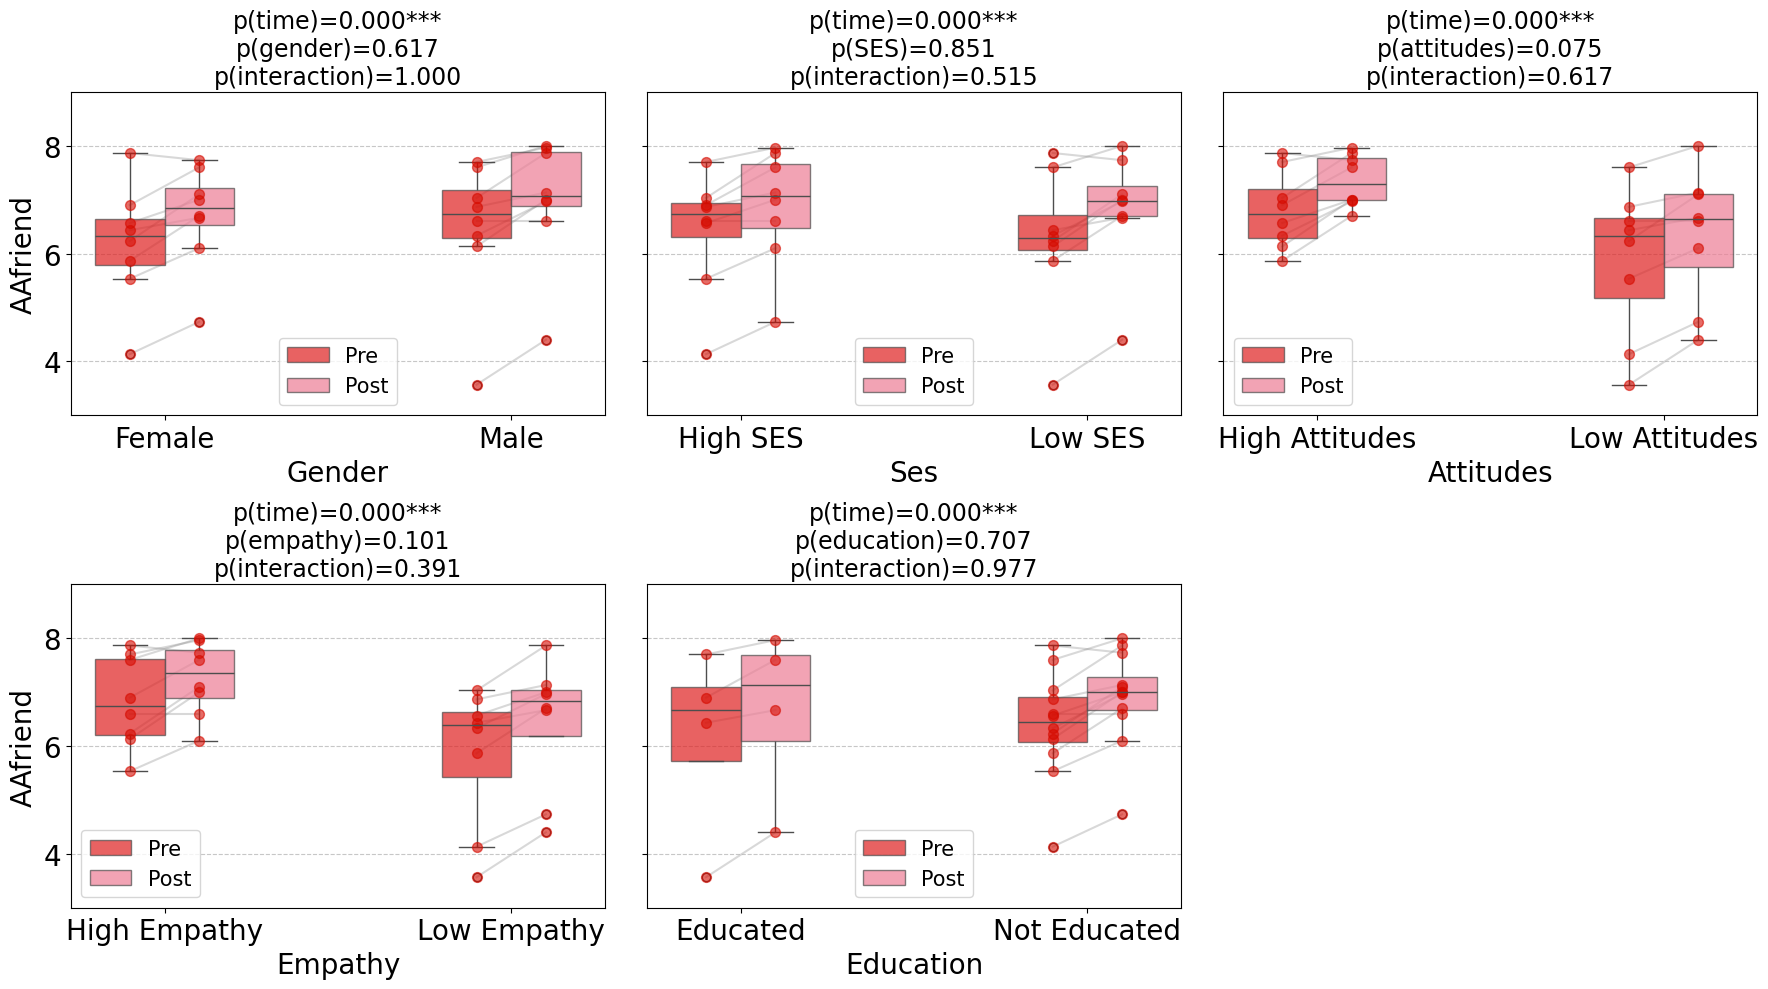 p(time)=0.000***
p(gender)=0.617
p(interaction)=1.000
p(time)=0.000***
p(SES)=0.851
p(interaction)=0.515
p(time)=0.000***
p(attitudes)=0.075
p(interaction)=0.617
AAfriend
8
6
4
Pre
Post
Female
Male
Gender
Pre
Post
High SES
Low SES
Ses
Pre
Post
High Attitudes
Low Attitudes
Attitudes
p(time)=0.000***
p(empathy)=0.101
p(interaction)=0.391
p(time)=0.000***
p(education)=0.707
p(interaction)=0.977
AAfriend
8
6
4
Pre
Post
High Empathy
Low Empathy
Empathy
Pre
Post
Educated
Not Educated
Education